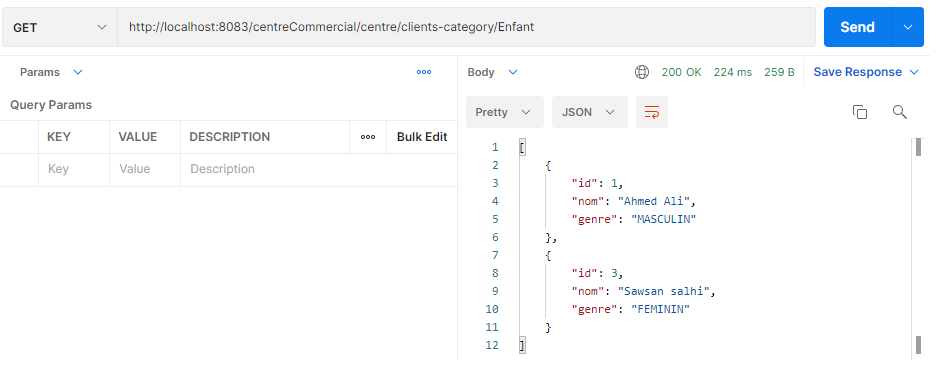 GET http://localhost:8083/centreCommercial/centre/clients-category/Enfant Send
Params ooo
Query Params
KEY VALUE DESCRIPTION ooo Bulk Edit
Key Value Description
Body 200 OK 224 ms 259 B Save Response
Pretty JSON
1 [
2 {
3 "id": 1,
4 "nom": "Ahmed Ali",
5 "genre": "MASCULIN"
6 },
7 {
8 "id": 3,
9 "nom": "Sawsan salhi",
10 "genre": "FEMININ"
11 }
12 ]